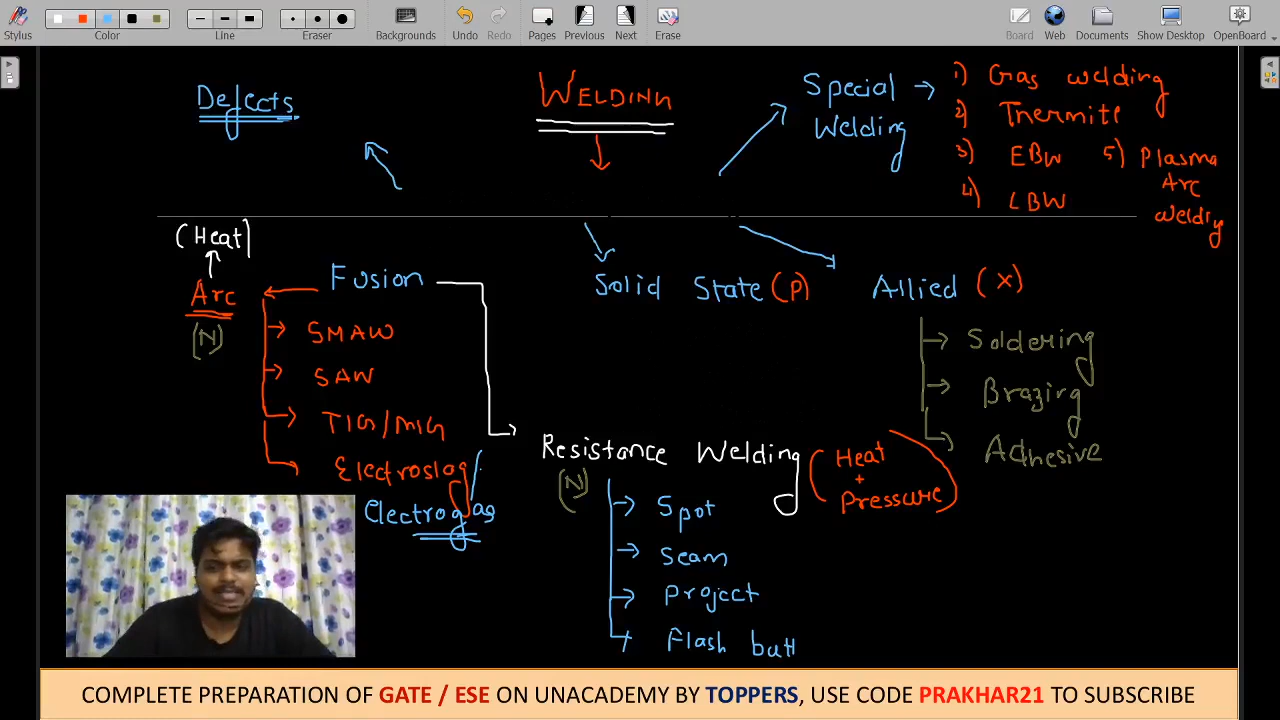 Stylus
Color
Line
Eraser
Backgrounds
Undo
Redo
Pages
Previous
Next
Erase
Board
Web
Documents
Show Desktop
OpenBoard
Defects
WELDING
Special Welding
1) Gas welding
2) Thermite
3) EBW
4) LBW
5) Plasma Arc Welding
(Heat)
Arc
(N)
Fusion
SMAW
SAW
TIG/MIG
Electroslag/
Electrogas
Solid State (P)
Allied (X)
Soldering
Brazing
Adhesive
Resistance Welding
(N)
(Heat + Pressure)
Spot
Seam
Project
Flash butt
COMPLETE PREPARATION OF GATE / ESE ON UNACADEMY BY TOPPERS, USE CODE PRAKHAR21 TO SUBSCRIBE